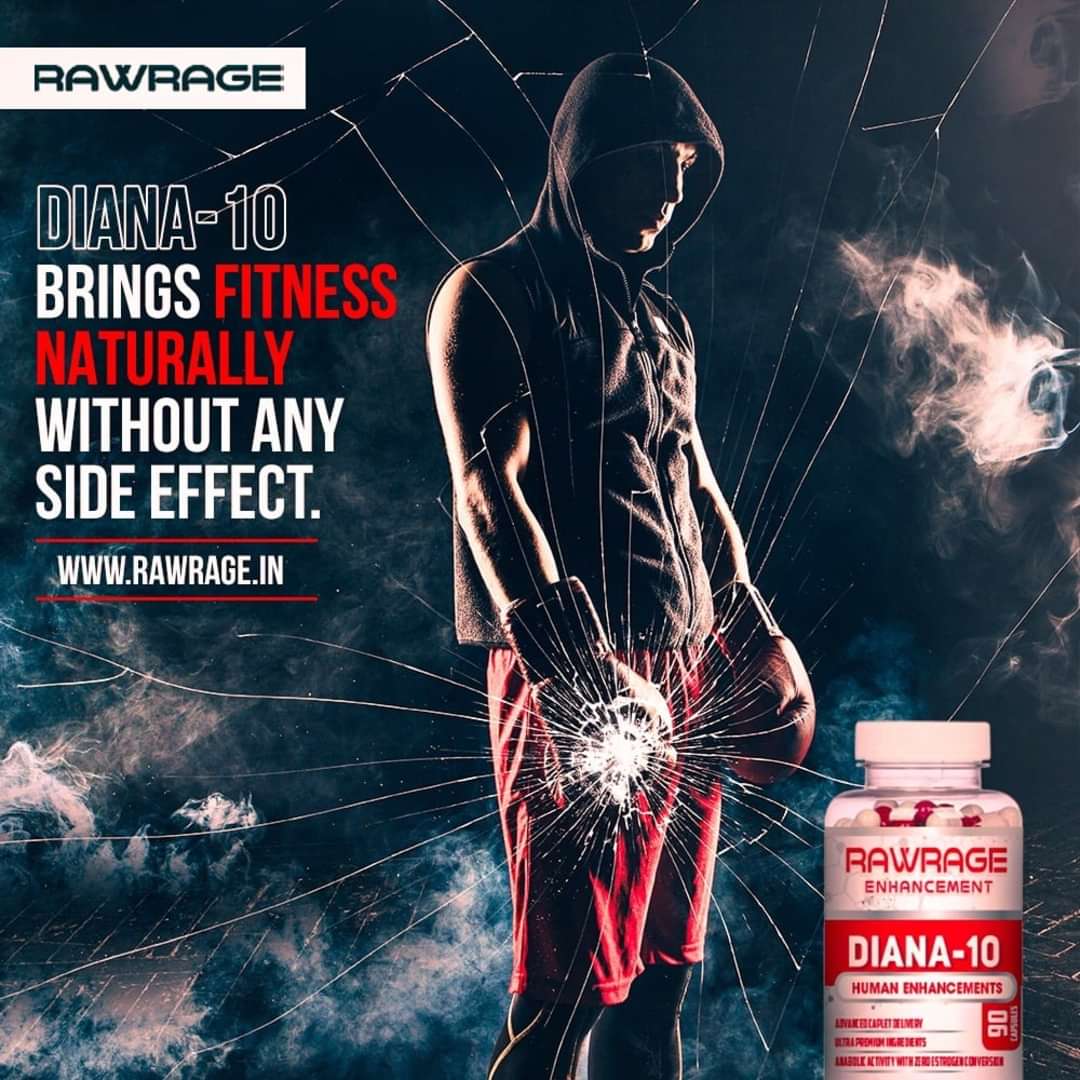 RAWRAGE
DIANA-10
BRINGS FITNESS
NATURALLY
WITHOUT ANY
SIDE EFFECT.
WWW.RAWRAGE.IN
RAWRAGE
ENHANCEMENT
DIANA-10
HUMAN ENHANCEMENTS
ADVANCED CAPLET DELIVERY
ULTRA PREMIUM INGREDIENTS
ANABOLIC ACTIVITY WITH ZERO ESTROGEN CONVERSION
90
CAPSULES